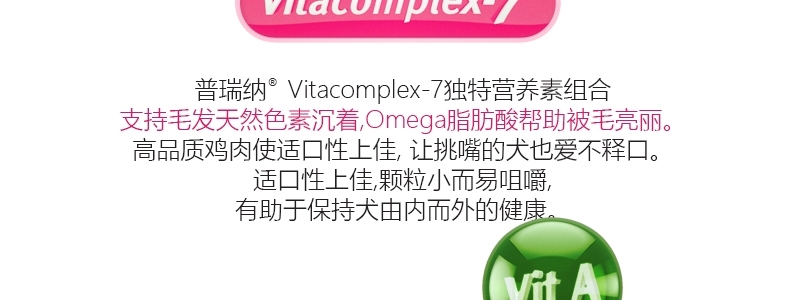 Vitacomplex-7
普瑞纳® Vitacomplex-7独特营养素组合
支持毛发天然色素沉着,Omega脂肪酸帮助被毛亮丽。
高品质鸡肉使适口性上佳, 让挑嘴的犬也爱不释口。
适口性上佳,颗粒小而易咀嚼,
有助于保持犬由内而外的健康。
Vit A